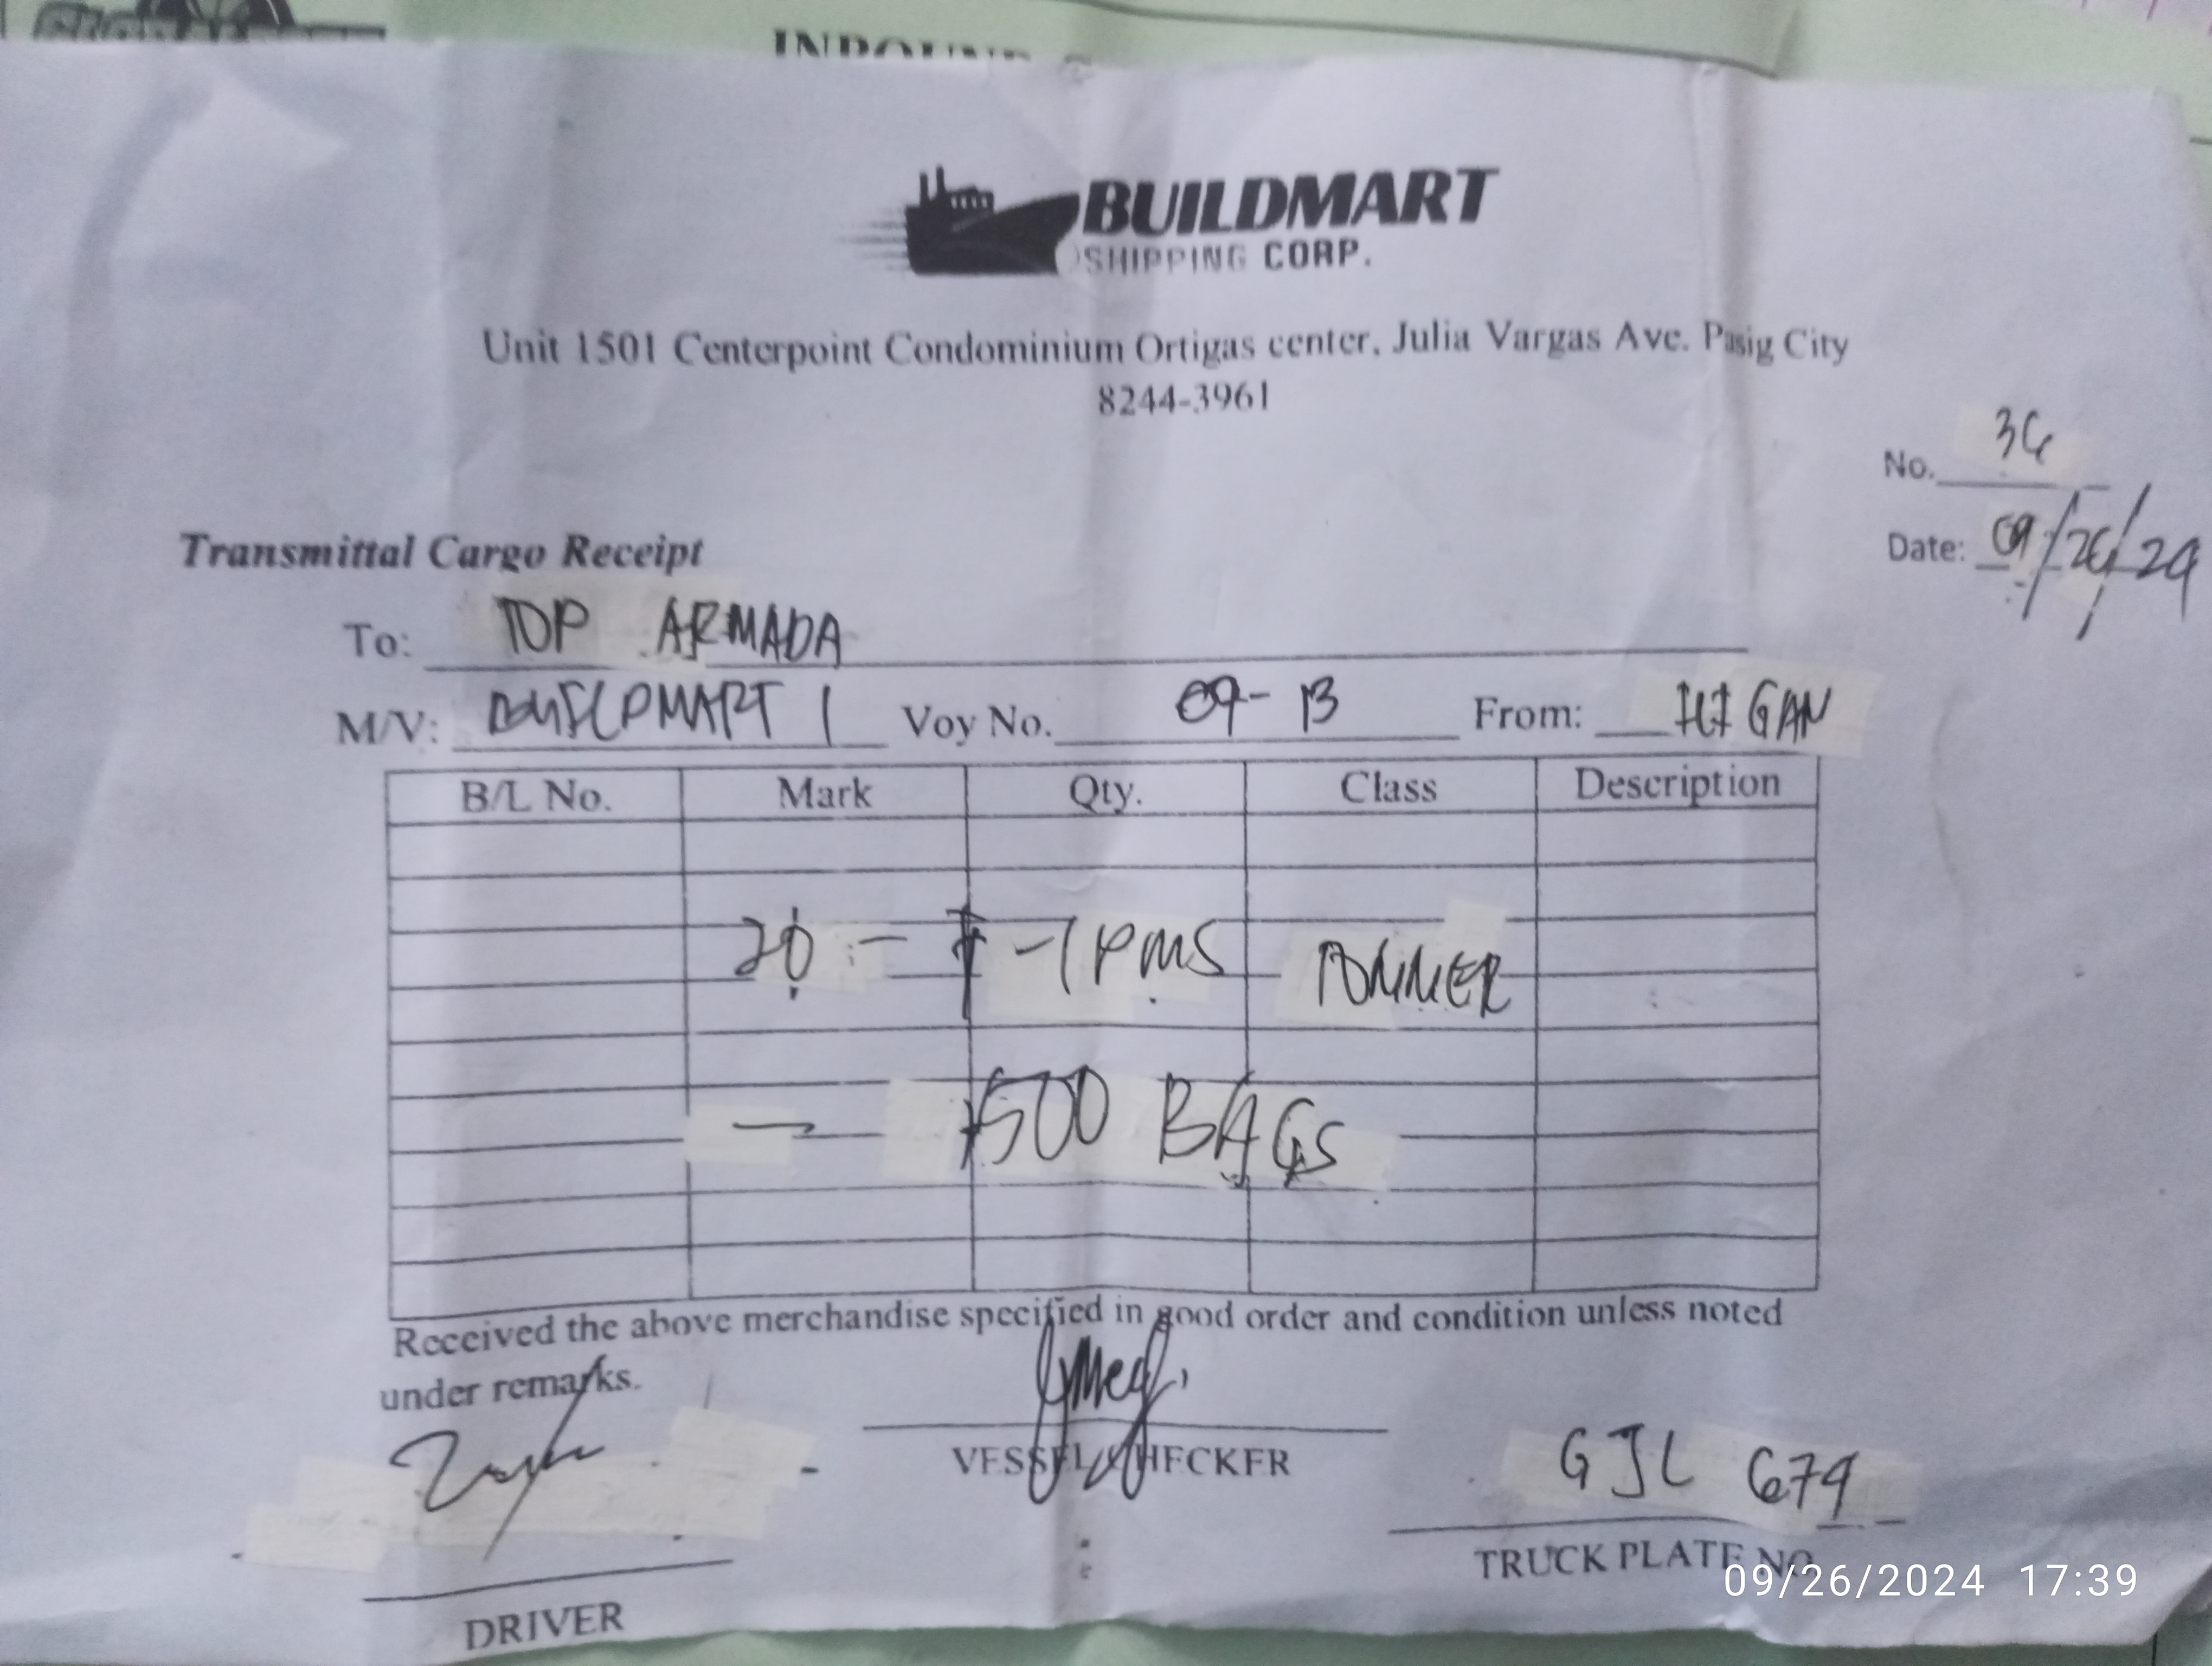 BUILDMART
SHIPPING CORP.
Unit 1501 Centerpoint Condominium Ortigas center, Julia Vargas Ave. Pasig City
8244-3961
No. 36
Date: 09/26/24
Transmittal Cargo Receipt
To: TOP ARMADA
M/V: BUILDMART 1 Voy No. 09-13 From: ILIGAN
B/L No. Mark Qty. Class Description
20 - TONNER
1500 BAGS
Received the above merchandise specified in good order and condition unless noted
under remarks.
VESSEL CHECKER
GJL 679
TRUCK PLATE NO
DRIVER
09/26/2024 17:39